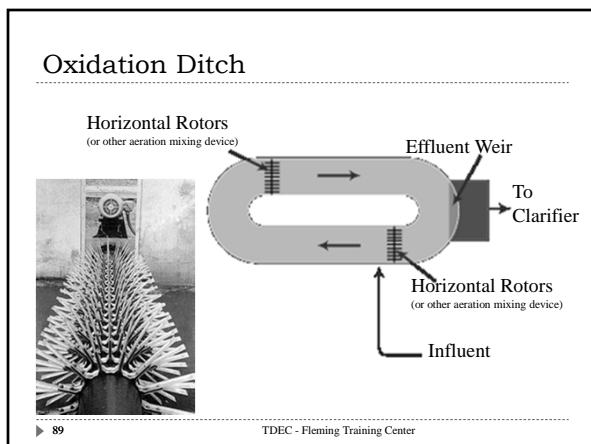 Oxidation Ditch
Horizontal Rotors
(or other aeration mixing device)
Effluent Weir
To
Clarifier
Horizontal Rotors
(or other aeration mixing device)
Influent
89
TDEC - Fleming Training Center